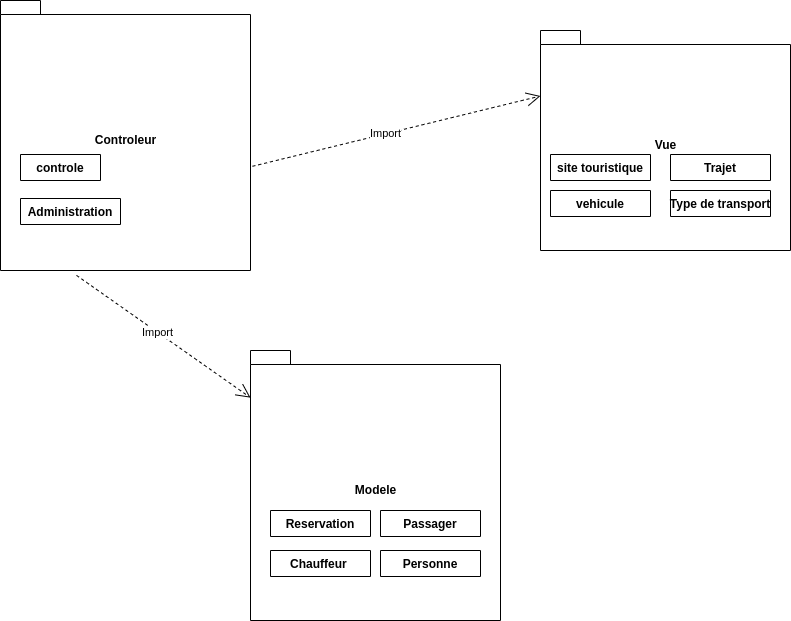 Controleur
controle
Administration
Import
Vue
site touristique
Trajet
vehicule
Type de transport
Import
Modele
Reservation
Passager
Chauffeur
Personne